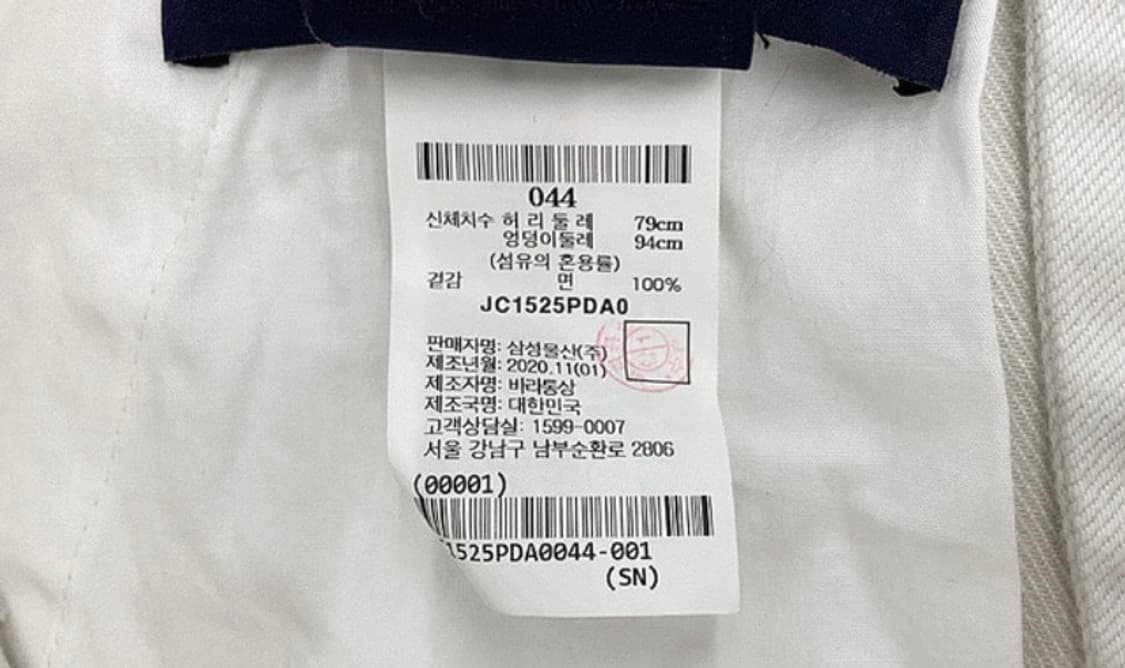 044
신체치수 허 리 둘 레 79cm
엉덩이둘레 94cm
(섬유의 혼용률)
겉감 면 100%
JC1525PDA0
판매자명: 삼성물산(주)
제조년월: 2020.11(01)
제조자명: 바라통상
제조국명: 대한민국
고객상담실: 1599-0007
서울 강남구 남부순환로 2806
(00001)
1525PDA0044-001
(SN)